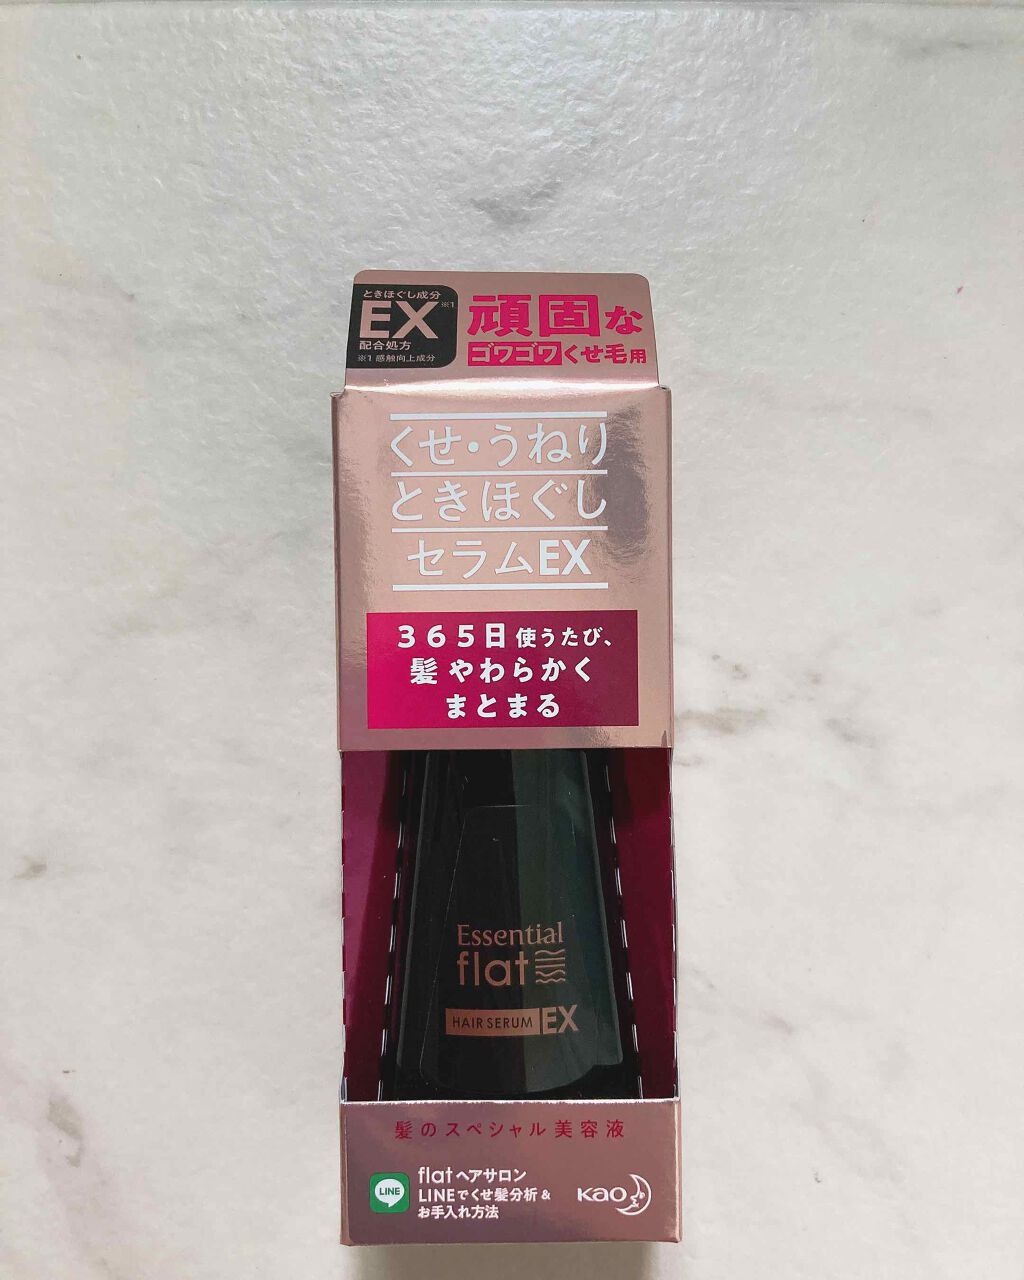 ときほぐし成分
EX※1
配合処方
※1 感触向上成分
頑固な
ゴワゴワくせ毛用
くせ・うねり
ときほぐし
セラムEX
365日使うたび、
髪やわらかく
まとまる
Essential
flat
HAIR SERUM EX
髪のスペシャル美容液
LINE
flatヘアサロン
LINEでくせ髪分析&
お手入れ方法
Kao